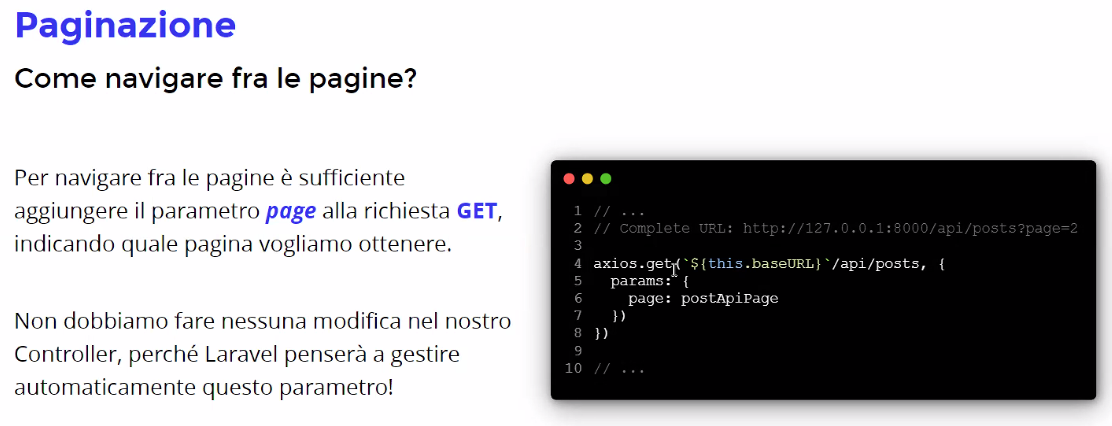 Paginazione
Come navigare fra le pagine?
Per navigare fra le pagine è sufficiente
aggiungere il parametro page alla richiesta GET,
indicando quale pagina vogliamo ottenere.
Non dobbiamo fare nessuna modifica nel nostro
Controller, perché Laravel penserà a gestire
automaticamente questo parametro!
1 // ...
2 // Complete URL: http://127.0.0.1:8000/api/posts?page=2
3
4 axios.get(`${this.baseURL}`/api/posts, {
5   params: {
6     page: postApiPage
7   })
8 })
9
10 // ...